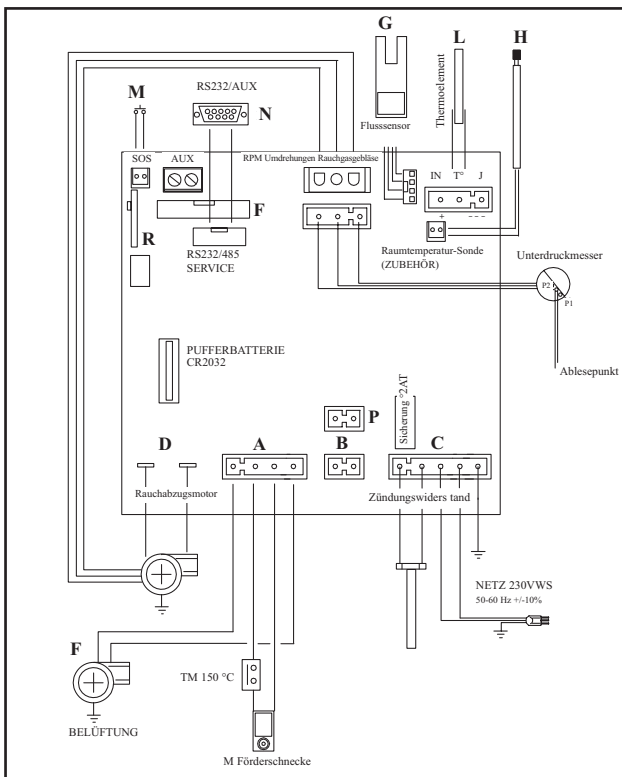 G
L
H
M
RS232/AUX
N
Thermoelement
Flusssensor
SOS
AUX
RPM Umdrehungen Rauchgasgebläse
IN T° J
+ ---
F
R
RS232/485
SERVICE
Raumtemperatur-Sonde
(ZUBEHÖR)
Unterdruckmesser
P2
P1
Ablesepunkt
PUFFERBATTERIE
CR2032
Sicherung °2AT
P
D
A
B
C
Rauchabzugsmotor
Zündungswiders tand
NETZ 230VWS
50-60 Hz +/-10%
F
TM 150 °C
BELÜFTUNG
M Förderschnecke